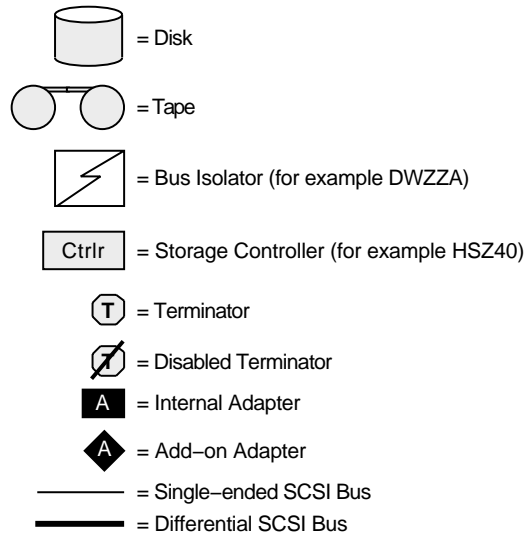 = Disk
= Tape
= Bus Isolator (for example DWZZA)
Ctrlr = Storage Controller (for example HSZ40)
T = Terminator
T = Disabled Terminator
A = Internal Adapter
A = Add−on Adapter
= Single−ended SCSI Bus
= Differential SCSI Bus